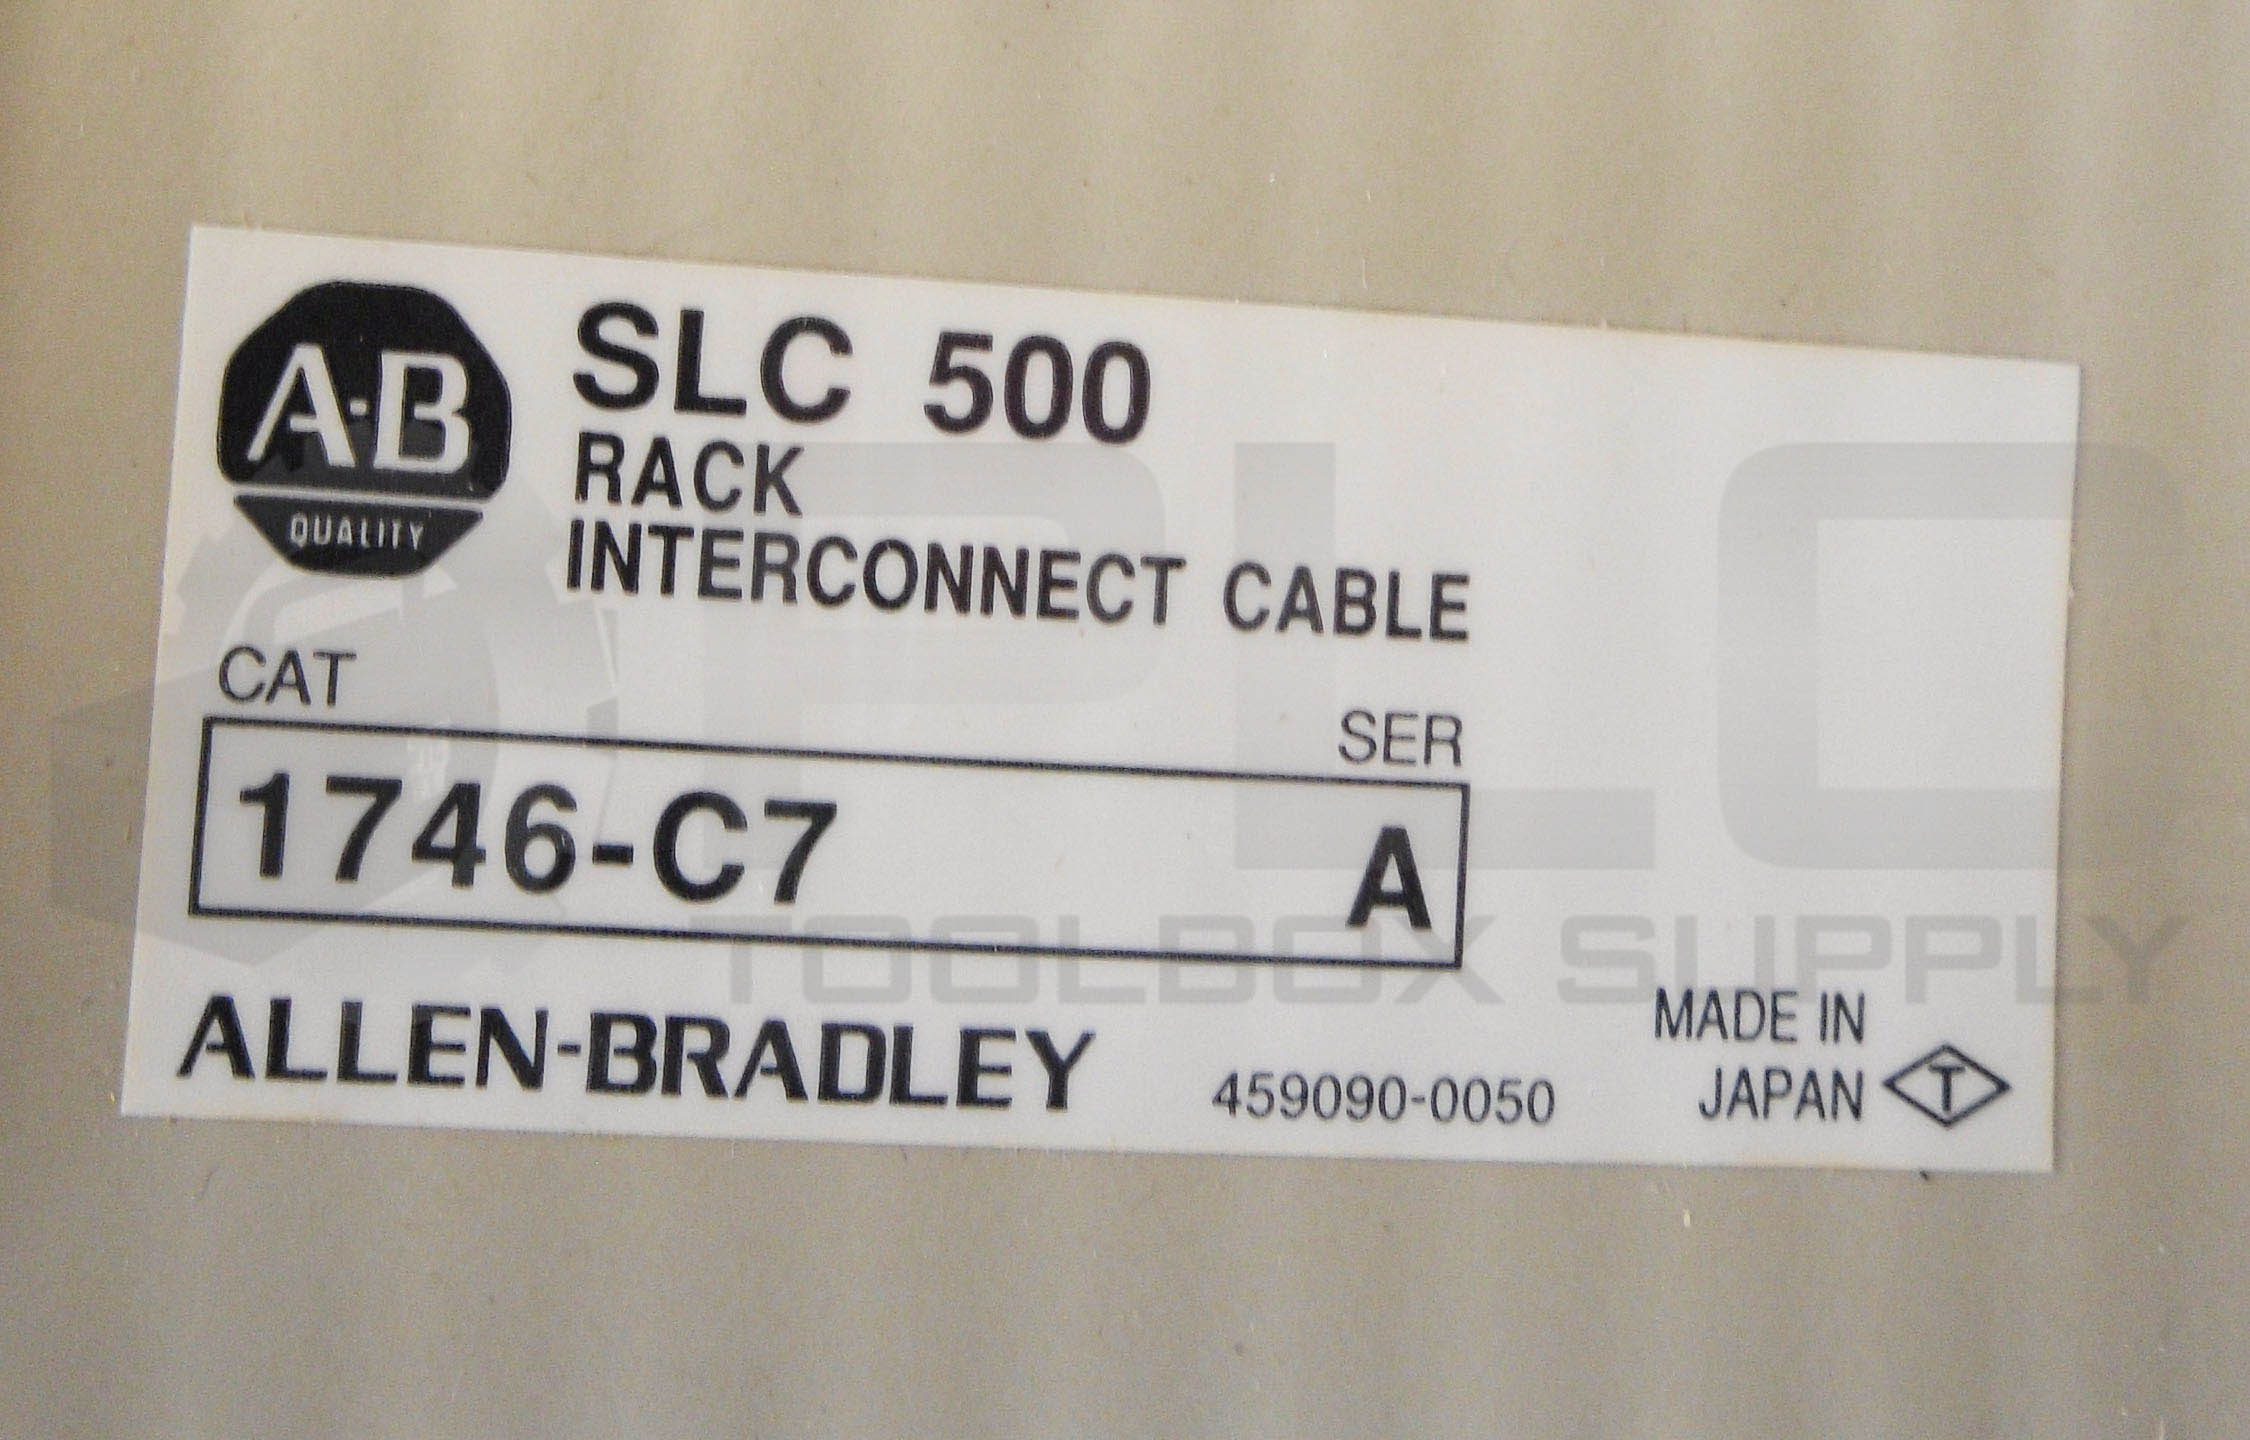 A-B
QUALITY
SLC 500
RACK
INTERCONNECT CABLE
CAT
SER
1746-C7 A
ALLEN-BRADLEY
459090-0050
MADE IN
JAPAN
T
PLC
TOOLBOX SUPPLY